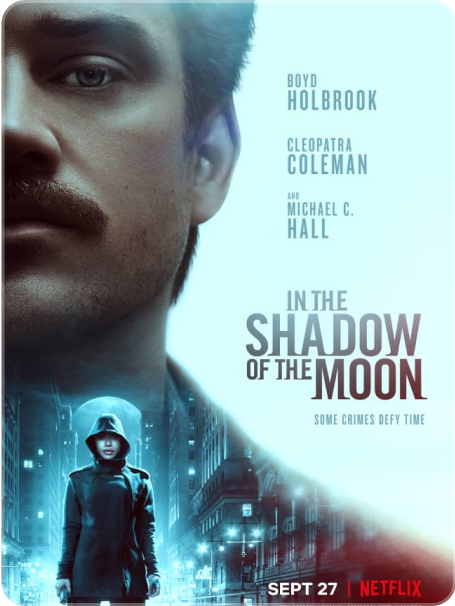 BOYD
HOLBROOK
CLEOPATRA
COLEMAN
AND
MICHAEL C.
HALL
IN THE
SHADOW
OF THE MOON
SOME CRIMES DEFY TIME
SEPT 27 | NETFLIX